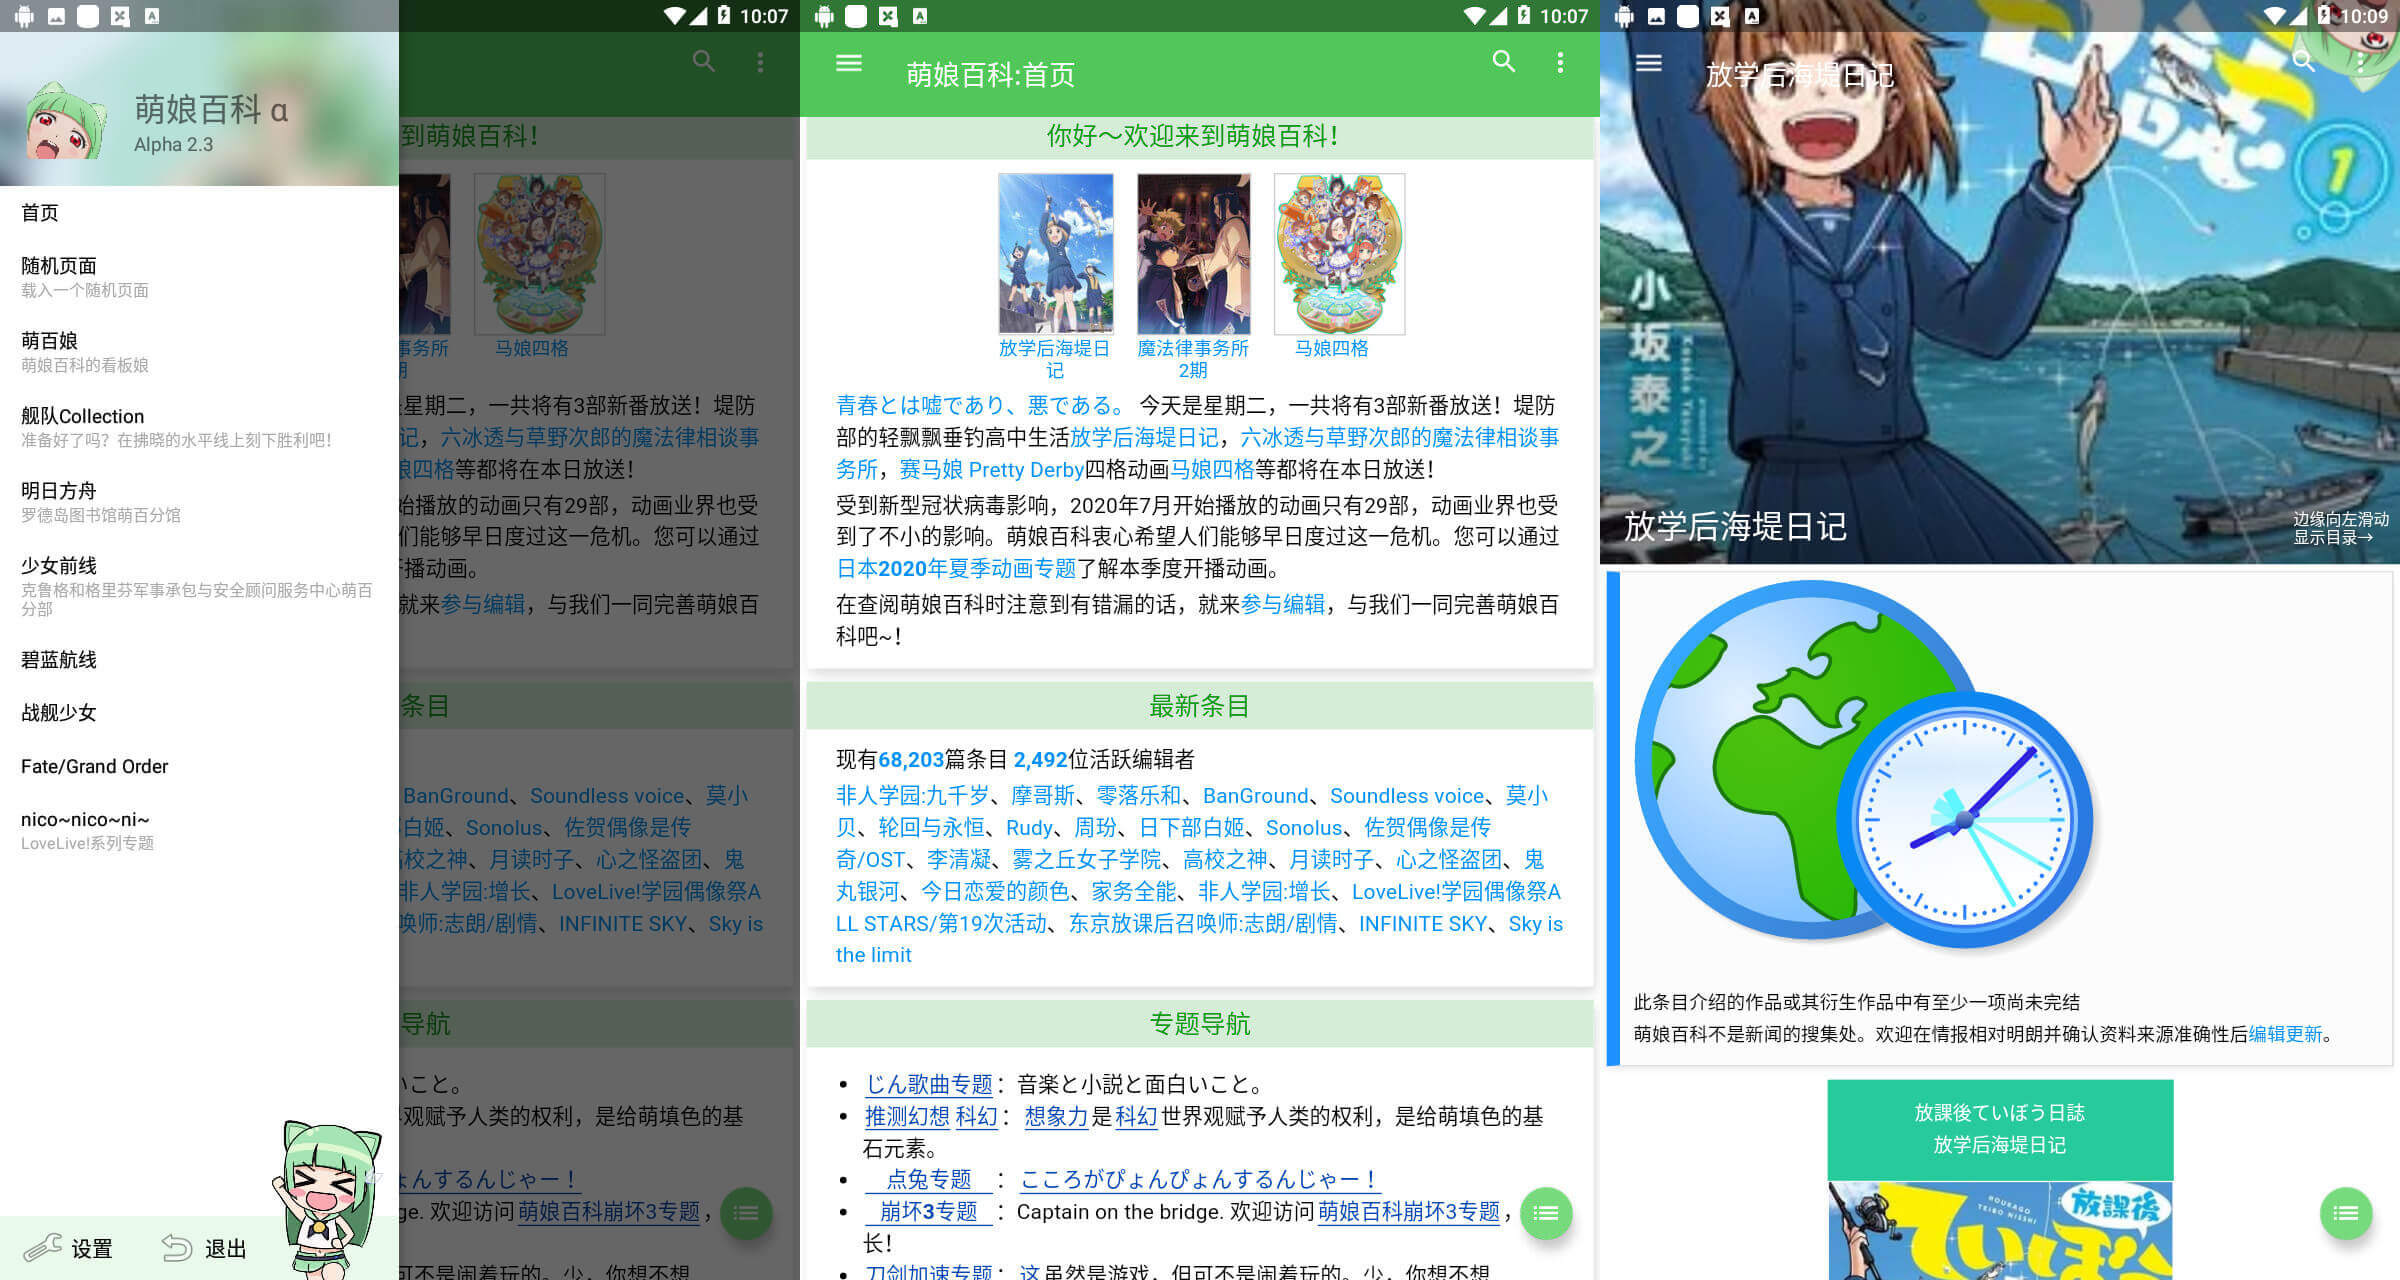 10:07
萌娘百科 α
Alpha 2.3
首页
随机页面
载入一个随机页面
萌百娘
萌娘百科的看板娘
舰队Collection
准备好了吗？在拂晓的水平线上刻下胜利吧！
明日方舟
罗德岛图书馆萌百分馆
少女前线
克鲁格和格里芬军事承包与安全顾问服务中心萌百
分部
碧蓝航线
战舰少女
Fate/Grand Order
nico~nico~ni~
LoveLive!系列专题
设置
退出
到萌娘百科！
事务所
期
马娘四格
星期二，一共将有3部新番放送！堤防
记，六冰透与草野次郎的魔法律相谈事
娘四格等都将在本日放送！
始播放的动画只有29部，动画业界也受
们能够早日度过这一危机。您可以通过
播动画。
就来参与编辑，与我们一同完善萌娘百
条目
BanGround、Soundless voice、莫小
白姬、Sonolus、佐贺偶像是传
高校之神、月读时子、心之怪盗团、鬼
非人学园:增长、LoveLive!学园偶像祭A
唤师:志朗/剧情、INFINITE SKY、Sky is
导航
いこと。
观赋予人类的权利，是给萌填色的基
ょんするんじゃー！
ge. 欢迎访问萌娘百科崩坏3专题，
可不是闹着玩的。少，你想不想
10:07
萌娘百科:首页
你好～欢迎来到萌娘百科！
放学后海堤日
记
魔法律事务所
2期
马娘四格
青春とは嘘であり、悪である。 今天是星期二，一共将有3部新番放送！堤防
部的轻飘飘垂钓高中生活放学后海堤日记，六冰透与草野次郎的魔法律相谈事
务所，赛马娘 Pretty Derby四格动画马娘四格等都将在本日放送！
受到新型冠状病毒影响，2020年7月开始播放的动画只有29部，动画业界也受
到了不小的影响。萌娘百科衷心希望人们能够早日度过这一危机。您可以通过
日本2020年夏季动画专题了解本季度开播动画。
在查阅萌娘百科时注意到有错漏的话，就来参与编辑，与我们一同完善萌娘百
科吧~！
最新条目
现有68,203篇条目 2,492位活跃编辑者
非人学园:九千岁、摩哥斯、零落乐和、BanGround、Soundless voice、莫小
贝、轮回与永恒、Rudy、周玢、日下部白姬、Sonolus、佐贺偶像是传
奇/OST、李清凝、雾之丘女子学院、高校之神、月读时子、心之怪盗团、鬼
丸银河、今日恋爱的颜色、家务全能、非人学园:增长、LoveLive!学园偶像祭A
LL STARS/第19次活动、东京放课后召唤师:志朗/剧情、INFINITE SKY、Sky is
the limit
专题导航
じん歌曲专题：音楽と小説と面白いこと。
推测幻想 科幻：想象力是科幻世界观赋予人类的权利，是给萌填色的基
石元素。
点兔专题：こころがぴょんぴょんするんじゃー！
崩坏3专题：Captain on the bridge. 欢迎访问萌娘百科崩坏3专题，
长！
刀剑加速专题：这虽然是游戏，但可不是闹着玩的。少，你想不想
10:09
放学后海堤日记
1
小坂泰之
放学后海堤日记
边缘向左滑动
显示目录→
此条目介绍的作品或其衍生作品中有至少一项尚未完结
萌娘百科不是新闻的搜集处。欢迎在情报相对明朗并确认资料来源准确性后编辑更新。
放課後ていぼう日誌
放学后海堤日记
HOUKAGO
TEIBO NISSHI
放課後
ていぼう